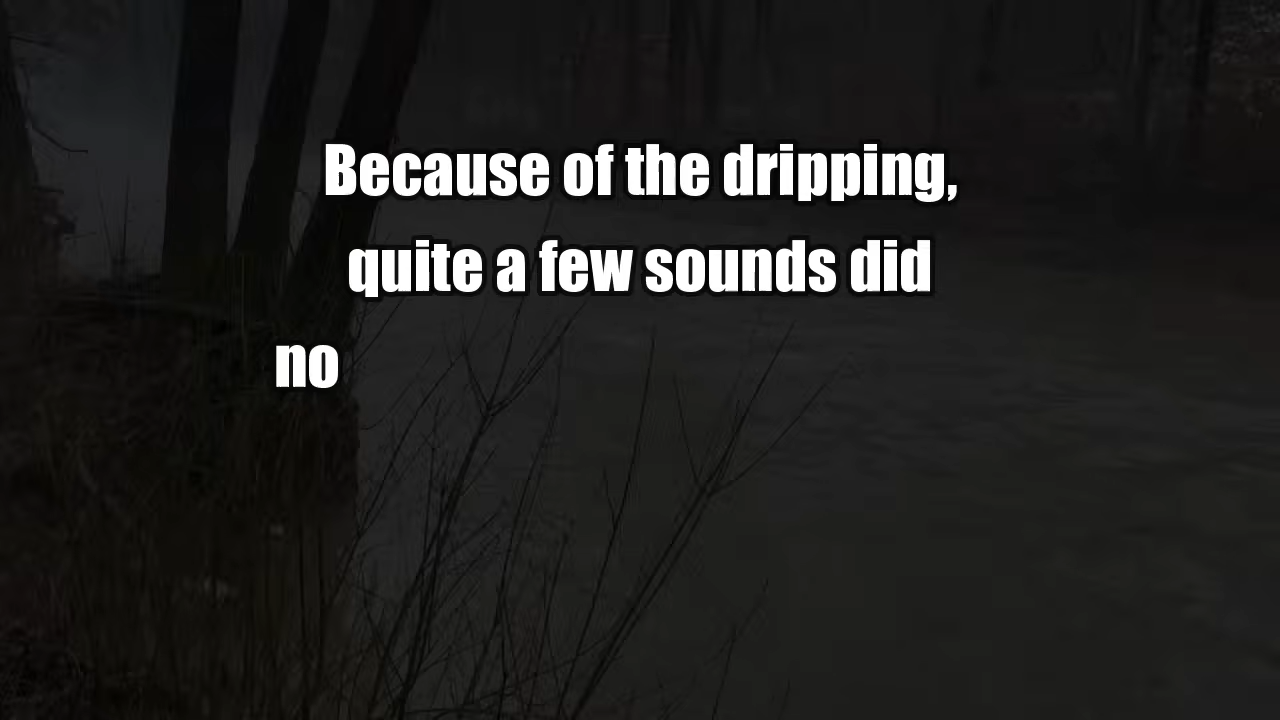 Because of the dripping,
quite a few sounds did
no